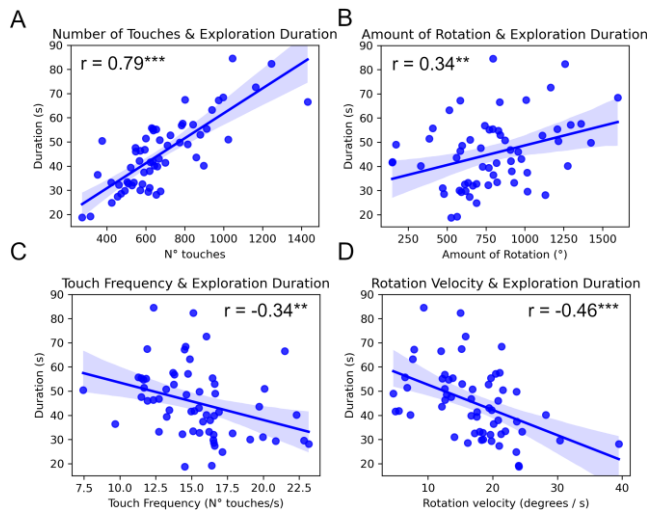 A
Number of Touches & Exploration Duration
r = 0.79***
Duration (s)
90
80
70
60
50
40
30
20
200 400 600 800 1000 1200 1400
N° touches
B
Amount of Rotation & Exploration Duration
r = 0.34**
Duration (s)
90
80
70
60
50
40
30
20
250 500 750 1000 1250 1500
Amount of Rotation (°)
C
Touch Frequency & Exploration Duration
r = -0.34**
Duration (s)
90
80
70
60
50
40
30
20
7.5 10.0 12.5 15.0 17.5 20.0 22.5
Touch Frequency (N° touches/s)
D
Rotation Velocity & Exploration Duration
r = -0.46***
Duration (s)
90
80
70
60
50
40
30
20
10 20 30 40
Rotation velocity (degrees / s)